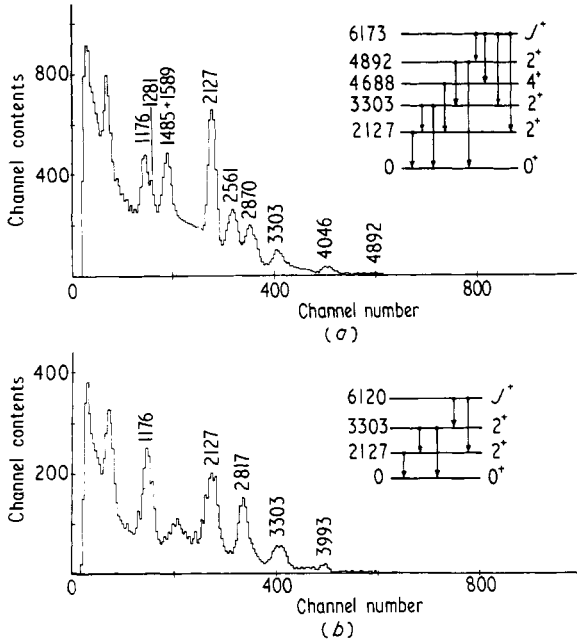 6173 J+
4892 2+
4688 4+
3303 2+
2127 2+
0 0+
Channel contents
800
400
0
1176
1281
1485 + 1589
2127
2561
2870
3303
4046
4892
0 400 800
Channel number
(a)
6120 J+
3303 2+
2127 2+
0 0+
Channel contents
400
200
0
1176
2127
2817
3303
3993
0 400 800
Channel number
(b)